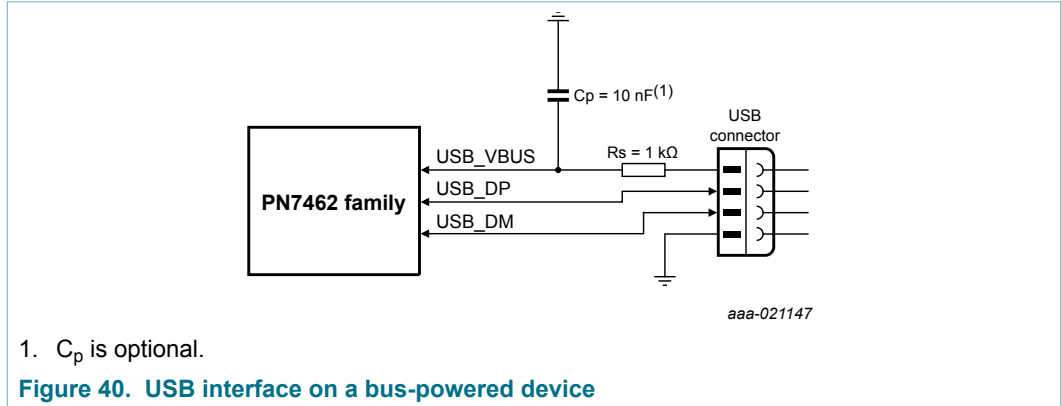 Cp = 10 nF(1)
USB
connector
USB_VBUS
Rs = 1 kΩ
USB_DP
PN7462 family
USB_DM
aaa-021147
1. Cp is optional.
Figure 40. USB interface on a bus-powered device